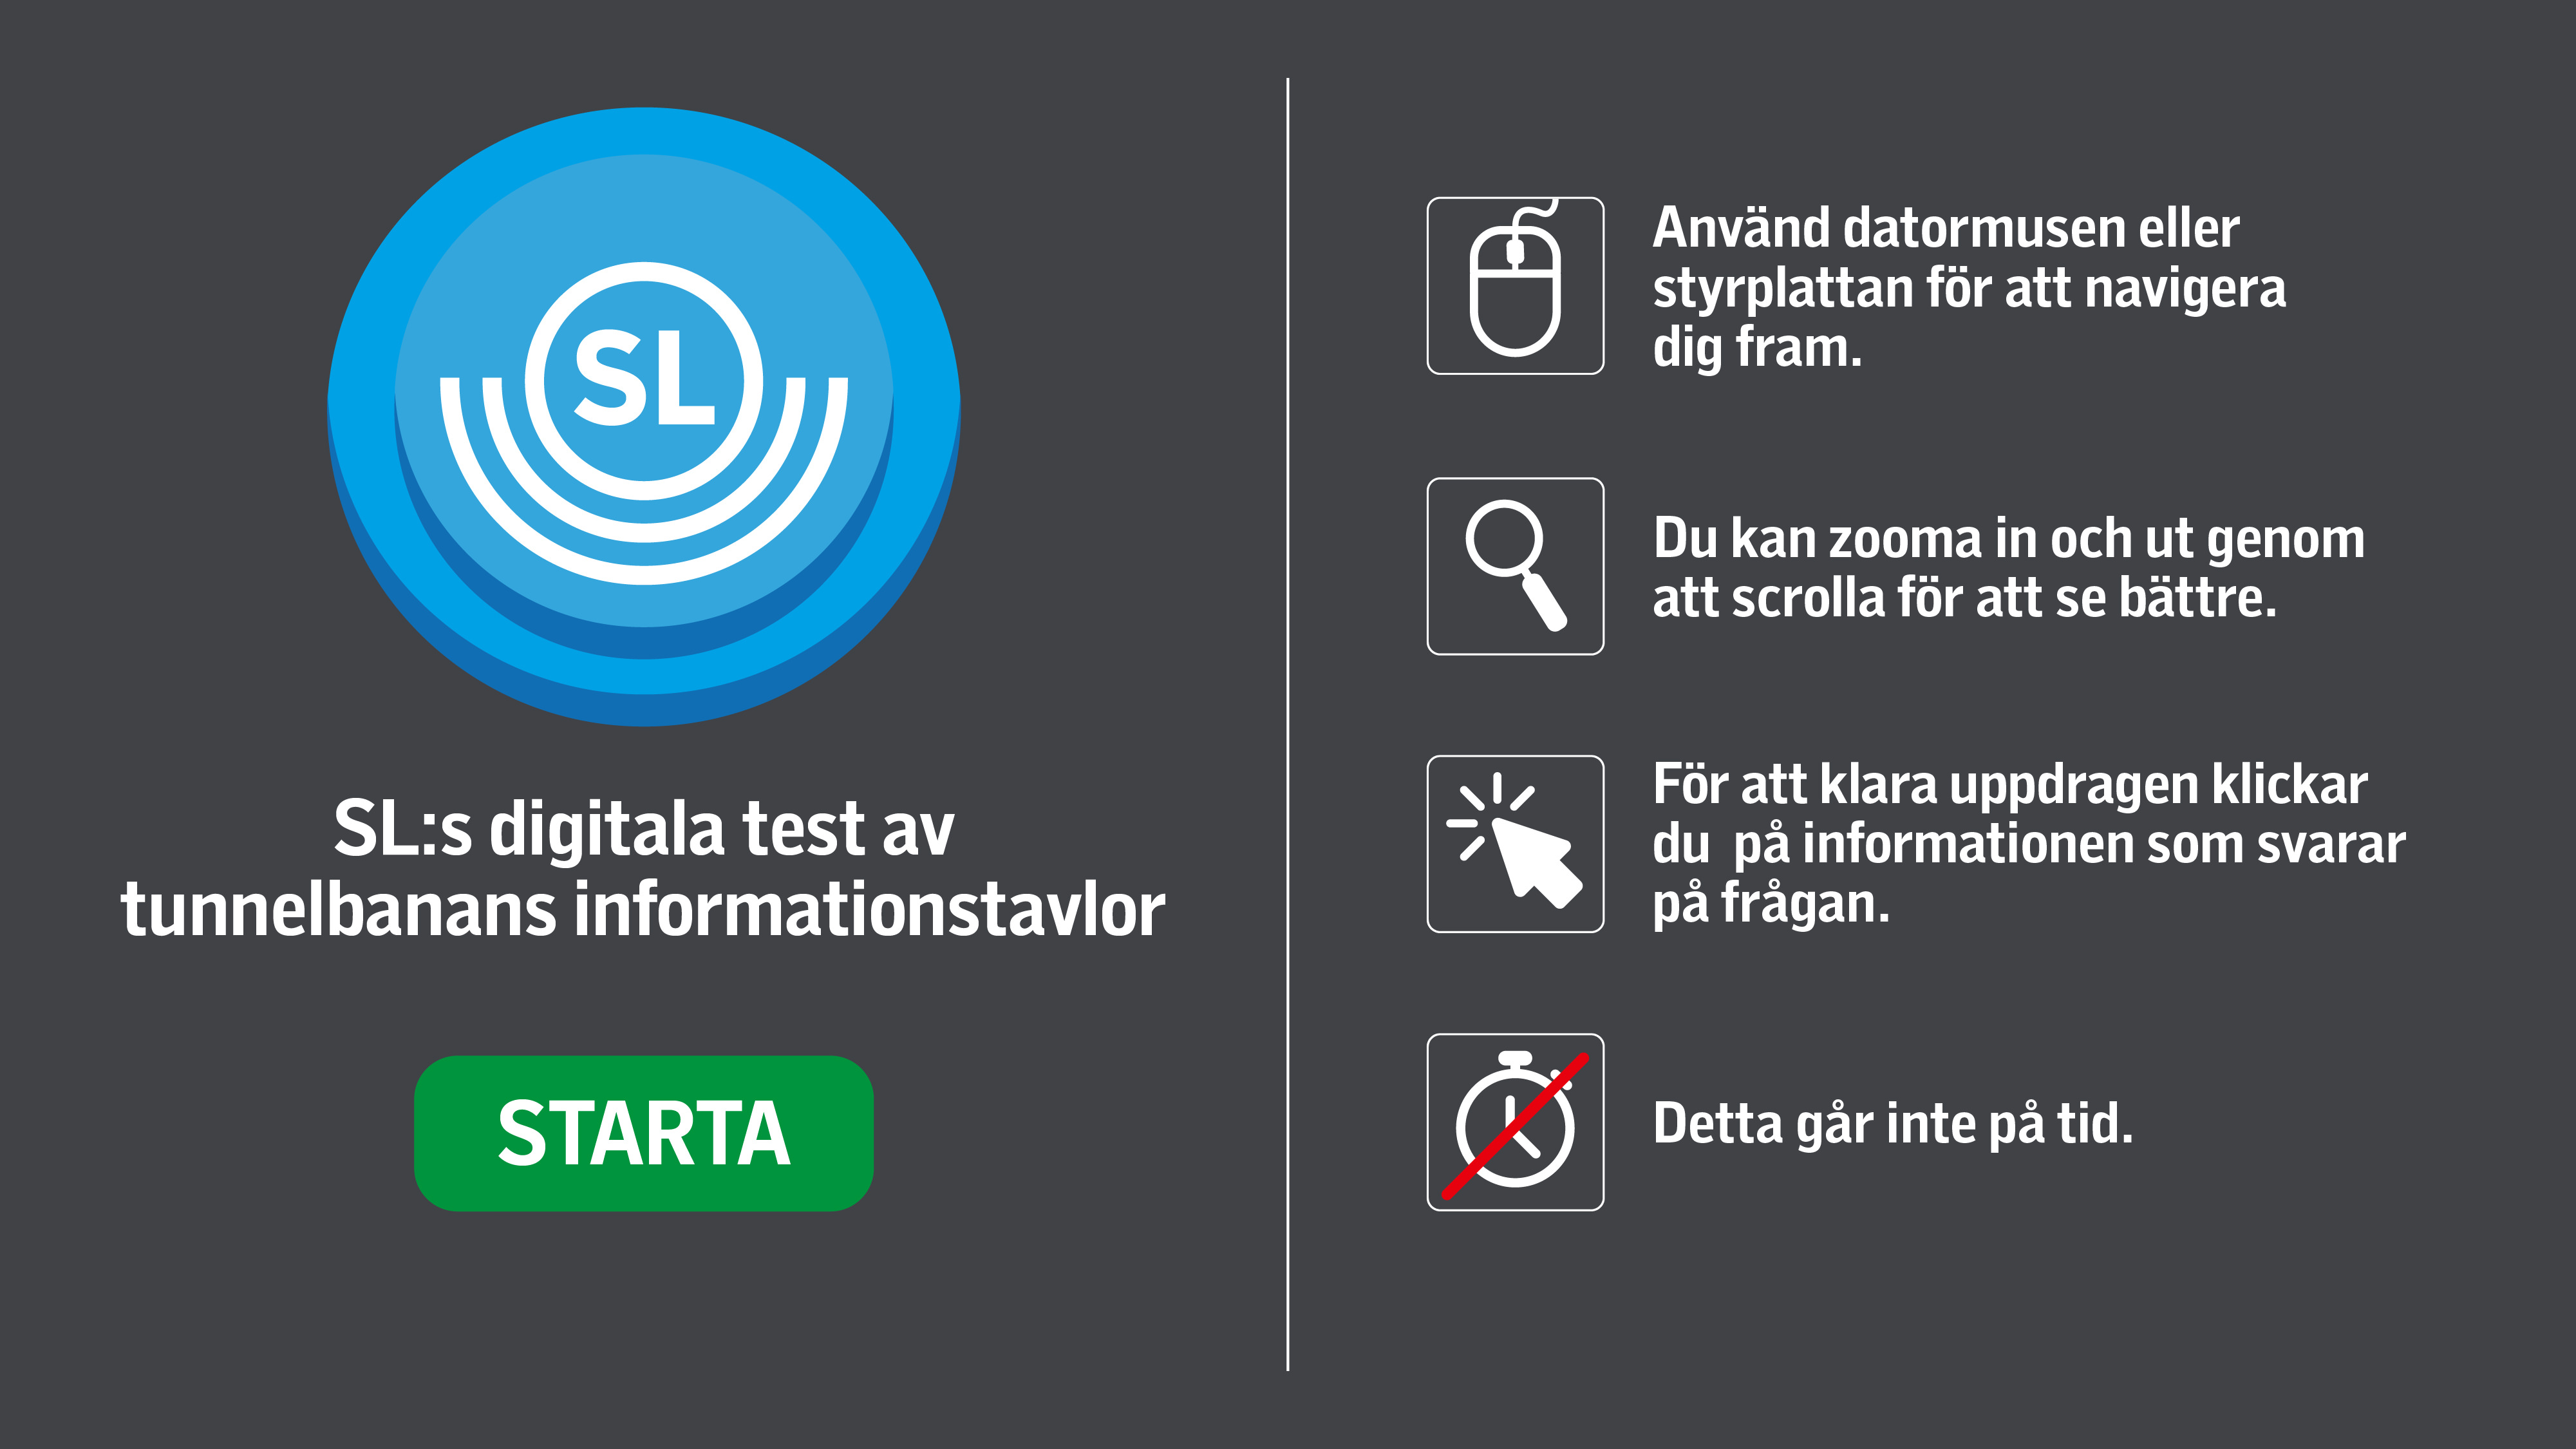 SL
SL:s digitala test av
tunnelbanans informationstavlor
STARTA
Använd datormusen eller
styrplattan för att navigera
dig fram.
Du kan zooma in och ut genom
att scrolla för att se bättre.
För att klara uppdragen klickar
du  på informationen som svarar
på frågan.
Detta går inte på tid.